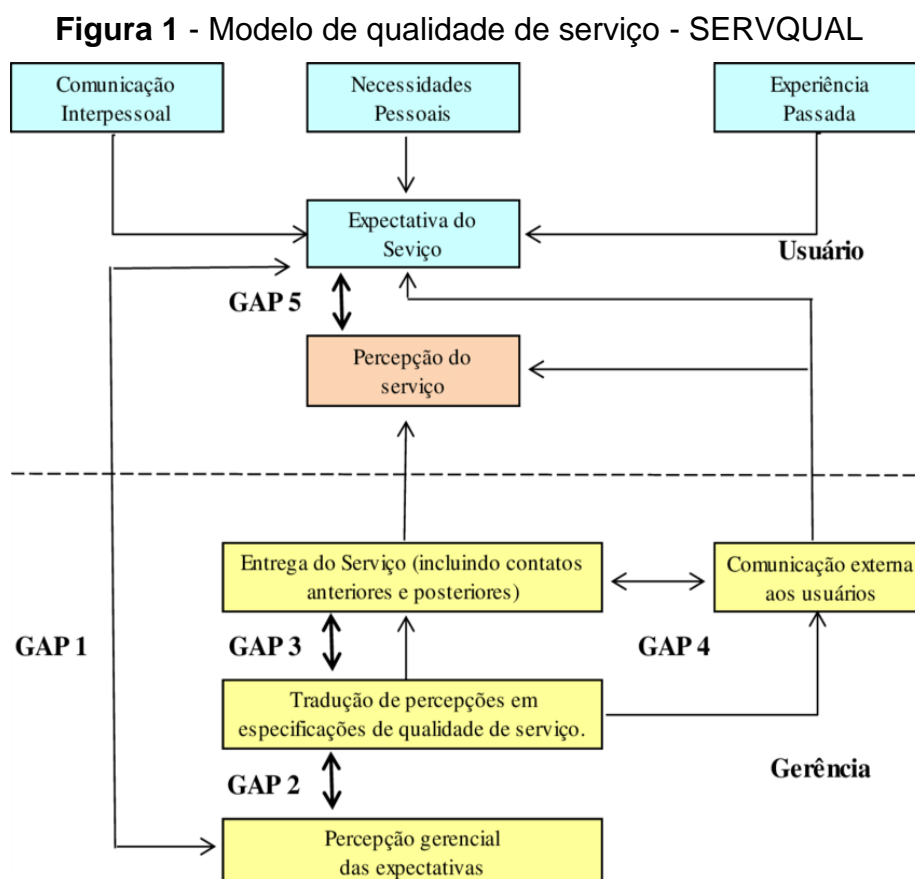 Figura 1 - Modelo de qualidade de serviço - SERVQUAL
Comunicação
Interpessoal
Necessidades
Pessoais
Experiência
Passada
Expectativa do
Seviço
Usuário
GAP 5
Percepção do
serviço
Entrega do Serviço (incluindo contatos
anteriores e posteriores)
Comunicação externa
aos usuários
GAP 1
GAP 3
GAP 4
Tradução de percepções em
especificações de qualidade de serviço.
Gerência
GAP 2
Percepção gerencial
das expectativas